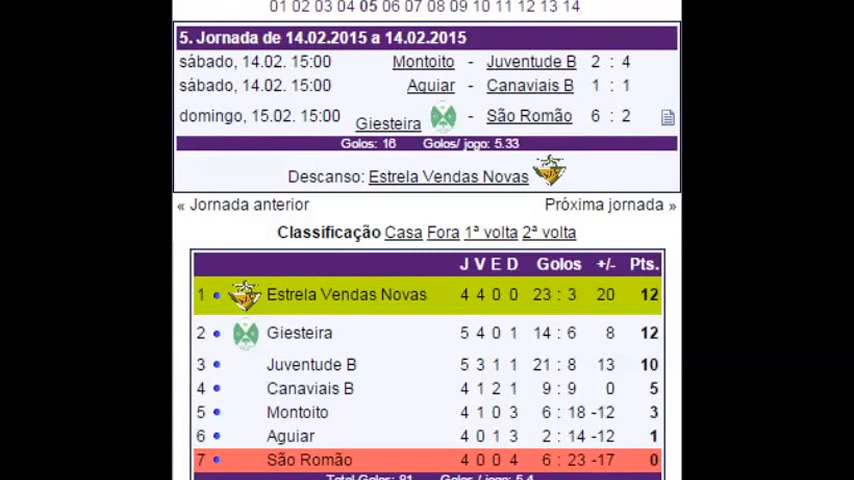 01 02 03 04 05 06 07 08 09 10 11 12 13 14
5. Jornada de 14.02.2015 a 14.02.2015
sábado, 14.02. 15:00 Montoito - Juventude B 2 : 4
sábado, 14.02. 15:00 Aguiar - Canaviais B 1 : 1
domingo, 15.02. 15:00 Giesteira - São Romão 6 : 2
Golos: 16 Golos/ jogo: 5.33
Descanso: Estrela Vendas Novas
« Jornada anterior Próxima jornada »
Classificação Casa Fora 1ª volta 2ª volta
J V E D Golos +/- Pts.
1 Estrela Vendas Novas 4 4 0 0 23 : 3 20 12
2 Giesteira 5 4 0 1 14 : 6 8 12
3 Juventude B 5 3 1 1 21 : 8 13 10
4 Canaviais B 4 1 2 1 9 : 9 0 5
5 Montoito 4 1 0 3 6 : 18 -12 3
6 Aguiar 4 0 1 3 2 : 14 -12 1
7 São Romão 4 0 0 4 6 : 23 -17 0
Total Golos: 81 Golos / jogo: 5.4